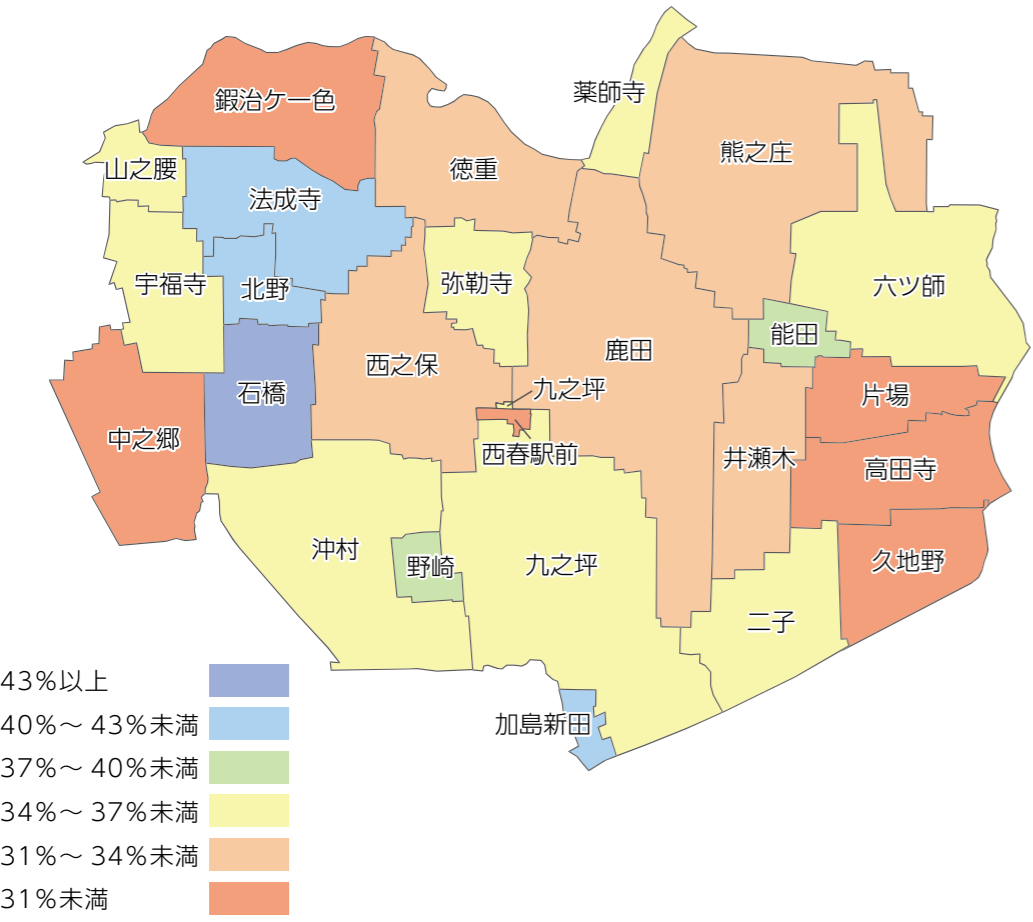 薬師寺
鍛治ケ一色
熊之庄
山之腰
徳重
法成寺
宇福寺
北野
弥勒寺
六ツ師
能田
鹿田
西之保
石橋
九之坪
片場
中之郷
西春駅前
井瀬木
高田寺
沖村
野崎
九之坪
久地野
二子
加島新田
43%以上
40%～43%未満
37%～40%未満
34%～37%未満
31%～34%未満
31%未満